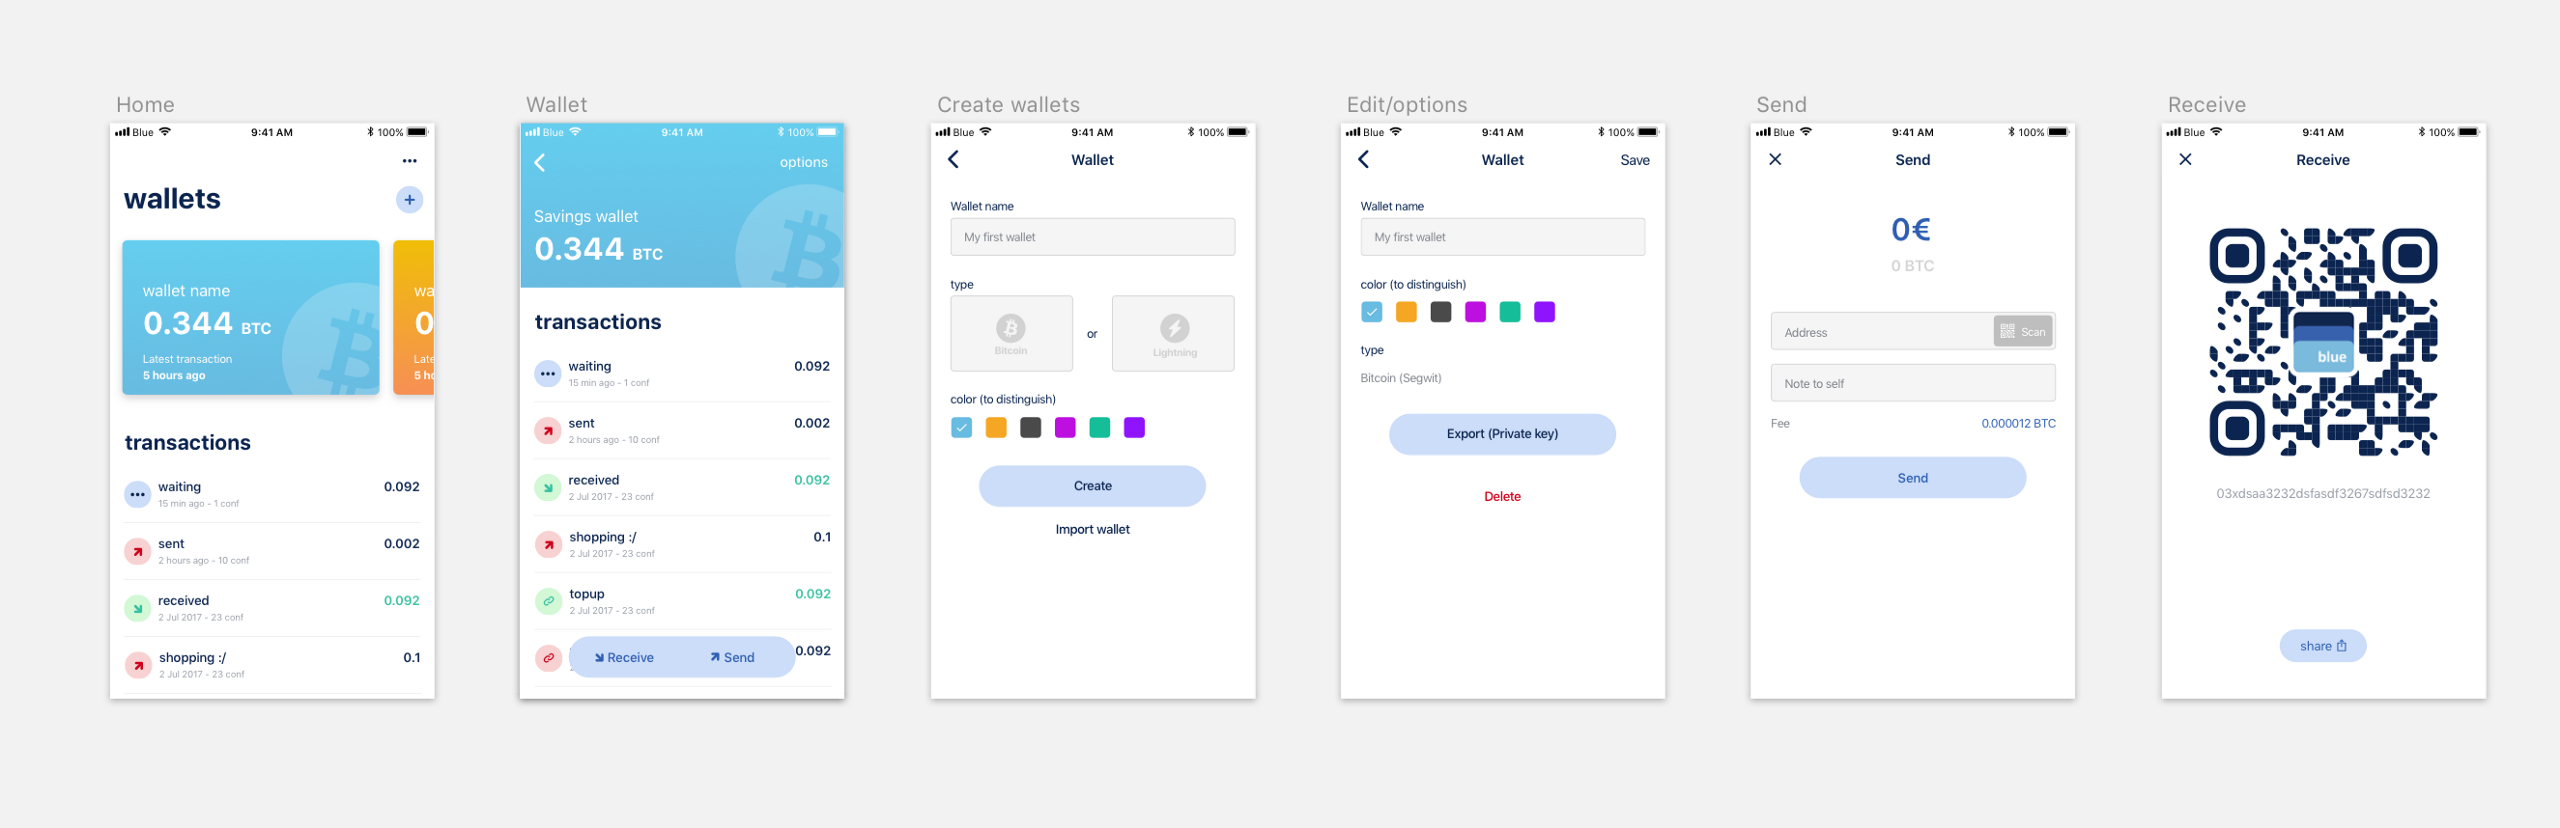 Home
Blue 9:41 AM 100%
wallets
wallet name
0.344 BTC
Latest transaction
5 hours ago
wa
0
Late
5 ho
transactions
waiting 0.092
15 min ago - 1 conf
sent 0.002
2 hours ago - 10 conf
received 0.092
2 Jul 2017 - 23 conf
shopping :/ 0.1
2 Jul 2017 - 23 conf
Wallet
Blue 9:41 AM 100%
options
Savings wallet
0.344 BTC
transactions
waiting 0.092
15 min ago - 1 conf
sent 0.002
2 hours ago - 10 conf
received 0.092
2 Jul 2017 - 23 conf
shopping :/ 0.1
2 Jul 2017 - 23 conf
topup 0.092
2 Jul 2017 - 23 conf
0.092
Receive Send
Create wallets
Blue 9:41 AM 100%
Wallet
Wallet name
My first wallet
type
Bitcoin or Lightning
color (to distinguish)
Create
Import wallet
Edit/options
Blue 9:41 AM 100%
Wallet Save
Wallet name
My first wallet
color (to distinguish)
type
Bitcoin (Segwit)
Export (Private key)
Delete
Send
Blue 9:41 AM 100%
Send
0€
0 BTC
Address Scan
Note to self
Fee 0.000012 BTC
Send
Receive
Blue 9:41 AM 100%
Receive
blue
03xdsaa3232dsfasdf3267sdfsd3232
share